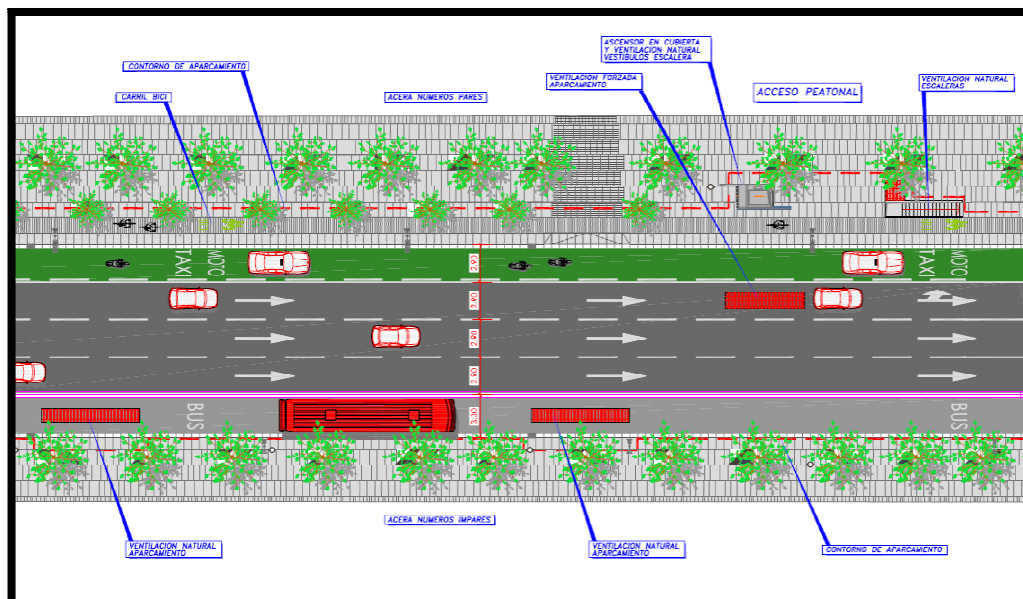 ASCENSOR EN CUBIERTA
Y VENTILACION NATURAL
VESTIBULOS ESCALERA
CONTORNO DE APARCAMIENTO
VENTILACION FORZADA
APARCAMIENTO
VENTILACION NATURAL
ESCALERAS
ACCESO PEATONAL
CARRIL BICI
ACERA NUMEROS PARES
MOTO
TAXI
MOTO
TAXI
2.90
2.90
2.90
2.90
3.30
BUS
BUS
ACERA NUMEROS IMPARES
VENTILACION NATURAL
APARCAMIENTO
VENTILACION NATURAL
APARCAMIENTO
CONTORNO DE APARCAMIENTO